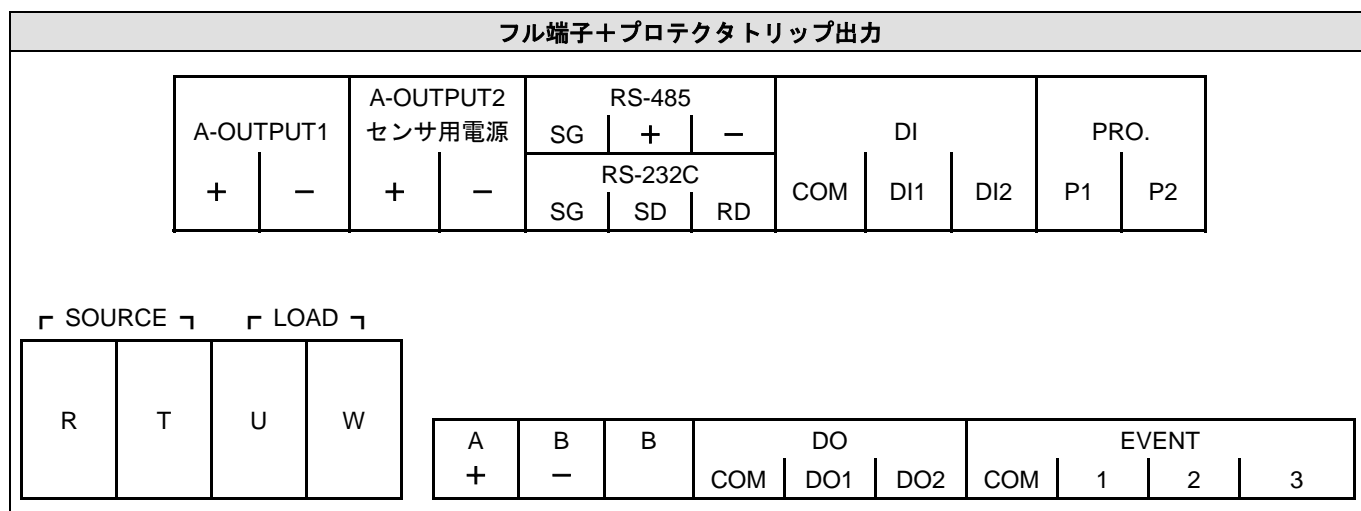 フル端子＋プロテクタトリップ出力
A-OUTPUT1
+ −
A-OUTPUT2
センサ用電源
+ −
RS-485
SG + −
RS-232C
SG SD RD
DI
COM DI1 DI2
PRO.
P1 P2
┌ SOURCE ┐ ┌ LOAD ┐
R T U W
A B B DO EVENT
+ − COM DO1 DO2 COM 1 2 3